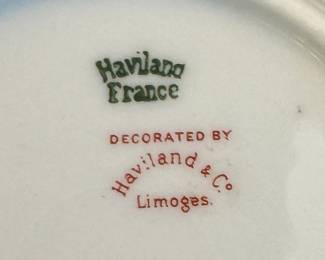 Haviland
France
DECORATED BY
Haviland & Co.
Limoges.